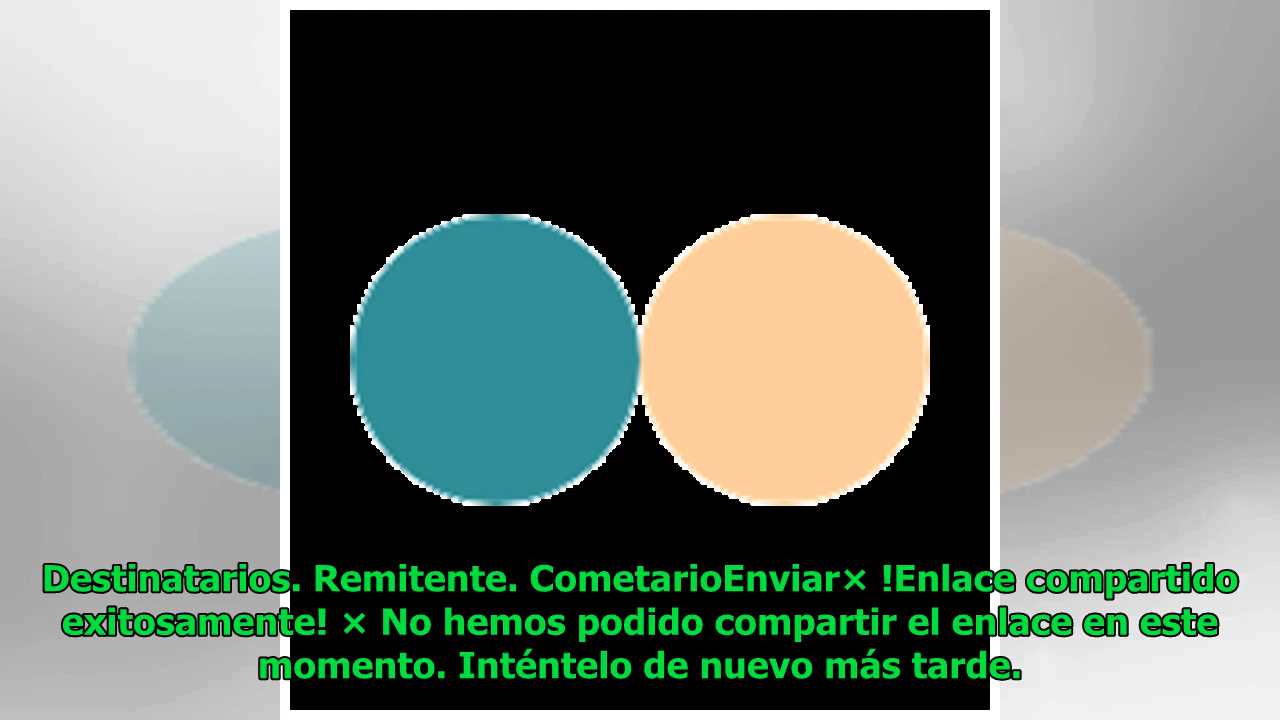 Destinatarios. Remitente. CometarioEnviar× !Enlace compartido
exitosamente! × No hemos podido compartir el enlace en este
momento. Inténtelo de nuevo más tarde.